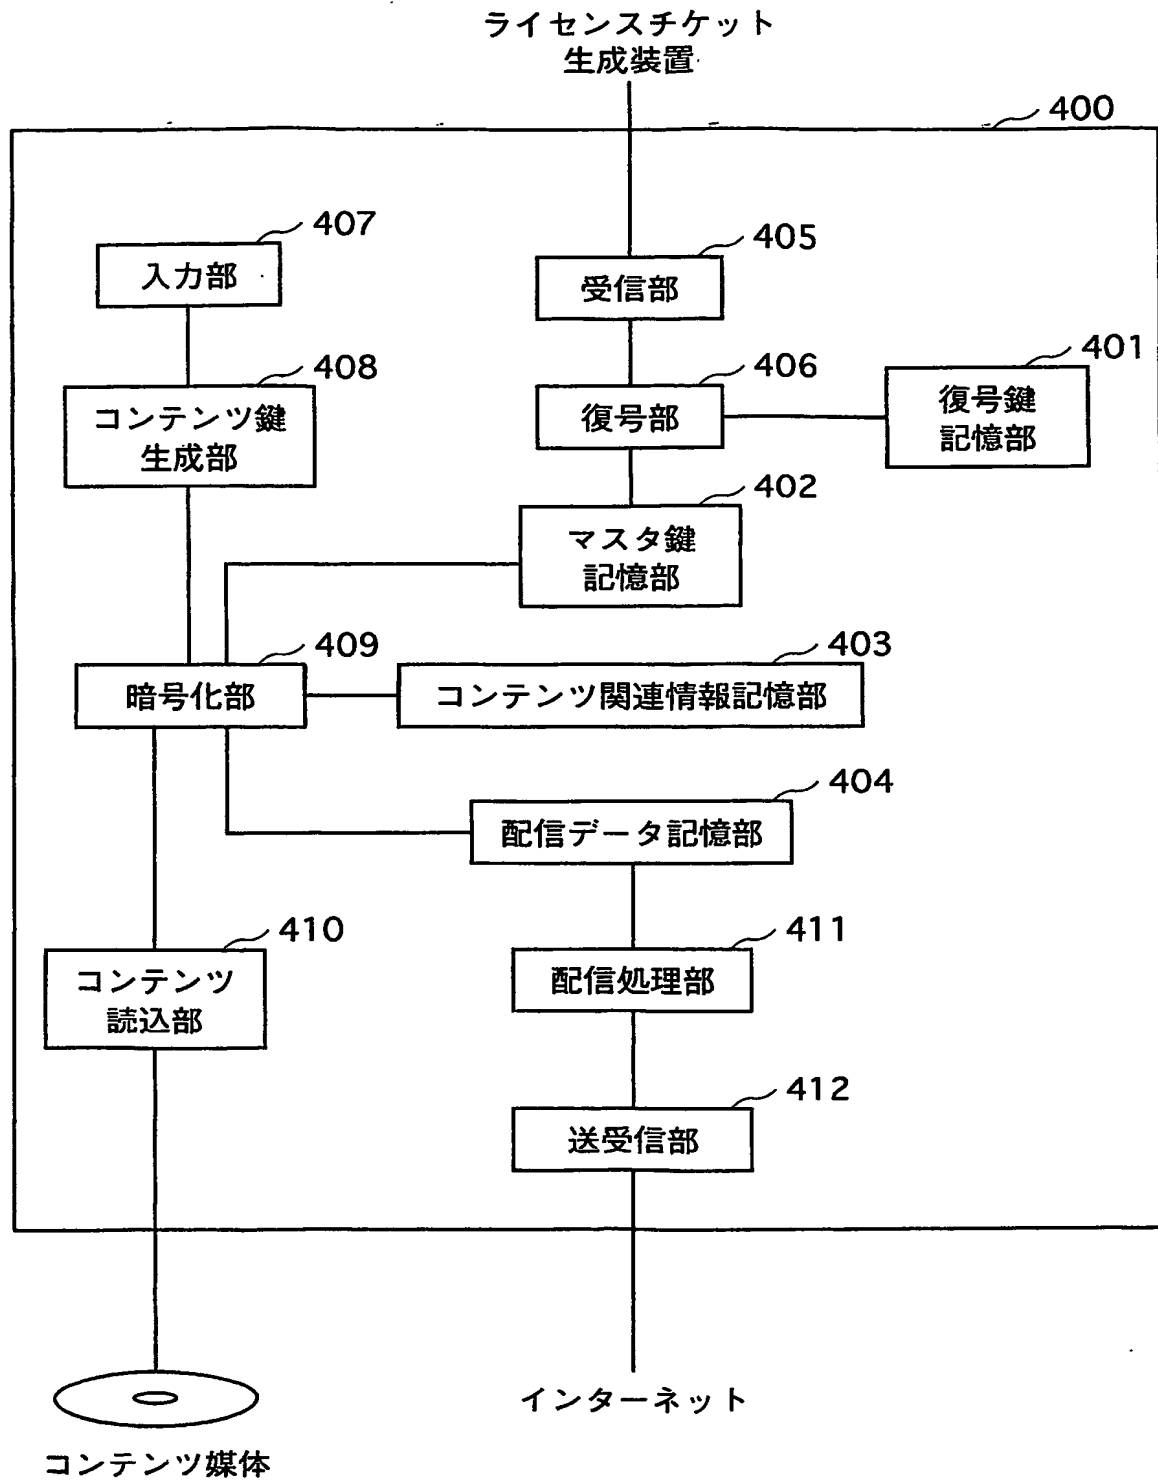 ライセンスチケット
生成装置
400
407
入力部
405
受信部
408
コンテンツ鍵
生成部
406
復号部
401
復号鍵
記憶部
402
マスタ鍵
記憶部
409
暗号化部
403
コンテンツ関連情報記憶部
404
配信データ記憶部
410
コンテンツ
読込部
411
配信処理部
412
送受信部
インターネット
コンテンツ媒体